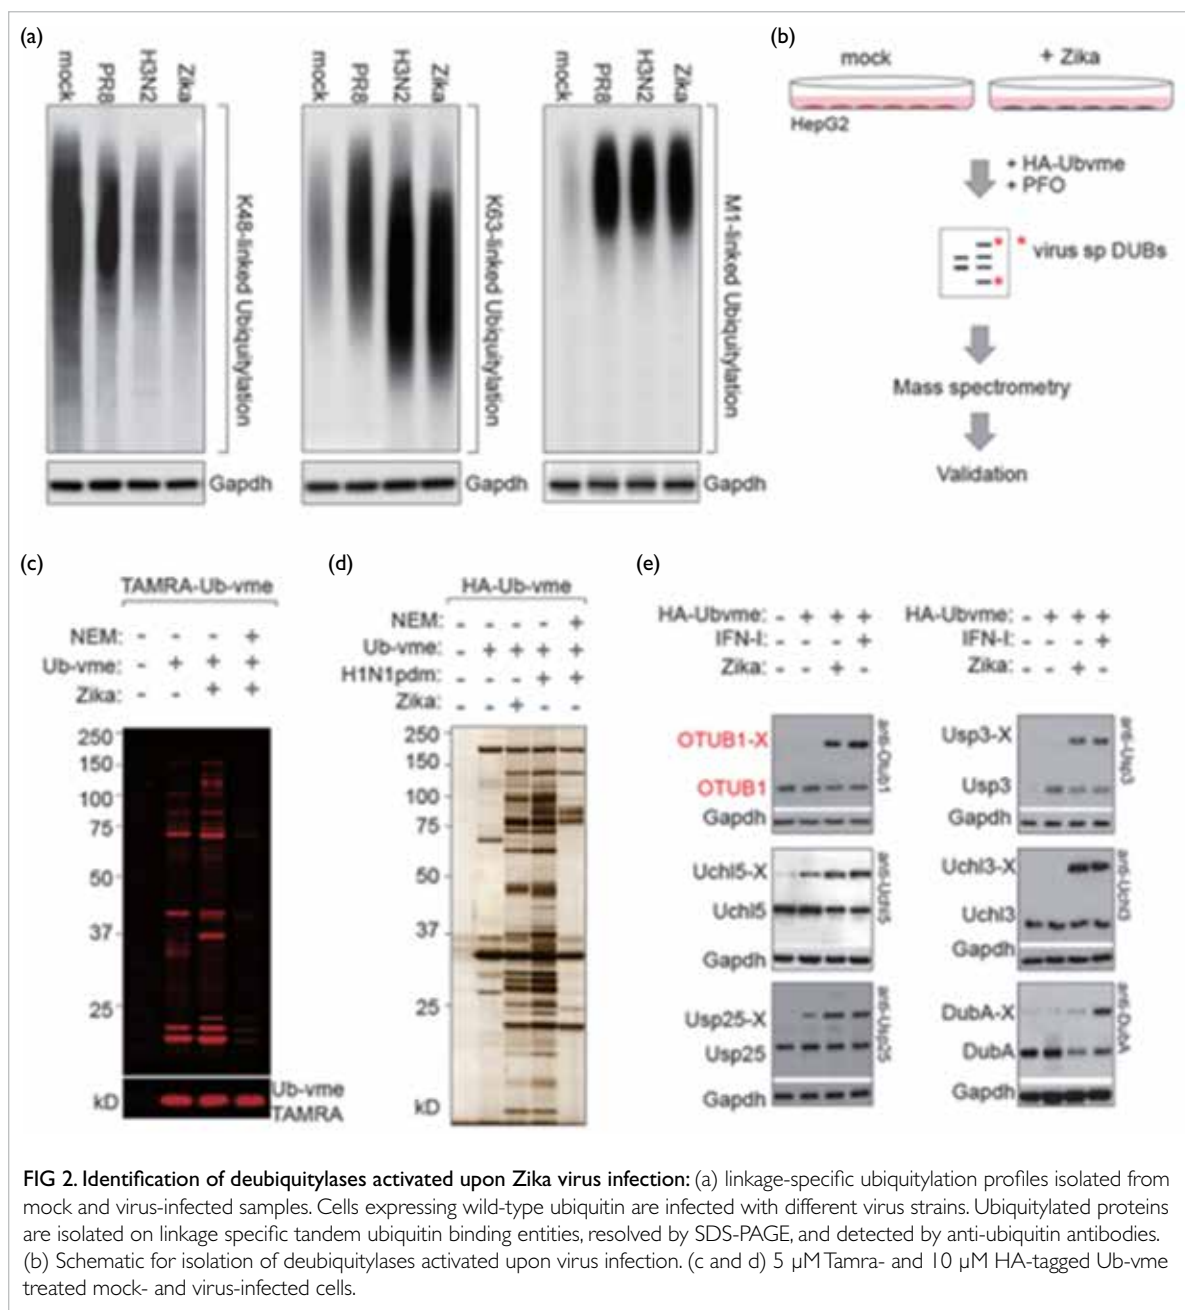 (a)
mock
PR8
H3N2
Zika
K48-linked Ubiquitylation
Gapdh
mock
PR8
H3N2
Zika
K63-linked Ubiquitylation
Gapdh
mock
PR8
H3N2
Zika
M1-linked Ubiquitylation
Gapdh
(b)
mock
+ Zika
HepG2
+ HA-Ubvme
+ PFO
* virus sp DUBs
Mass spectrometry
Validation
(c)
TAMRA-Ub-vme
NEM: - - - +
Ub-vme: - + + +
Zika: - - + +
250
150
100
75
50
37
25
kD
Ub-vme
TAMRA
(d)
HA-Ub-vme
NEM: - - - - +
Ub-vme: - + + + +
H1N1pdm: - - - + +
Zika: - - + - -
250
150
100
75
50
37
25
kD
(e)
HA-Ubvme: - + + +
IFN-I: - - - +
Zika: - - + -
OTUB1-X
OTUB1
anti-Otub1
Gapdh
Uchl5-X
Uchl5
anti-Uchl5
Gapdh
Usp25-X
Usp25
anti-Usp25
Gapdh
HA-Ubvme: - + + +
IFN-I: - - - +
Zika: - - + -
Usp3-X
Usp3
anti-Usp3
Gapdh
Uchl3-X
Uchl3
anti-Uchl3
Gapdh
DubA-X
DubA
anti-DubA
Gapdh
FIG 2. Identification of deubiquitylases activated upon Zika virus infection: (a) linkage-specific ubiquitylation profiles isolated from
mock and virus-infected samples. Cells expressing wild-type ubiquitin are infected with different virus strains. Ubiquitylated proteins
are isolated on linkage specific tandem ubiquitin binding entities, resolved by SDS-PAGE, and detected by anti-ubiquitin antibodies.
(b) Schematic for isolation of deubiquitylases activated upon virus infection. (c and d) 5 µM Tamra- and 10 µM HA-tagged Ub-vme
treated mock- and virus-infected cells.